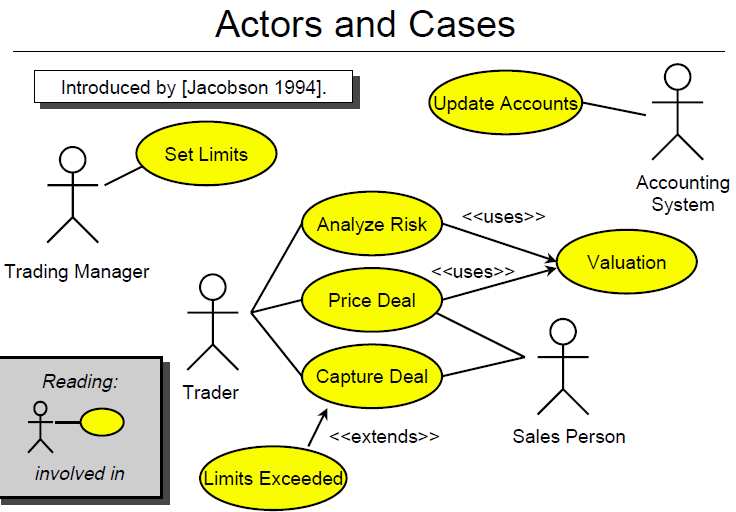 Actors and Cases
Introduced by [Jacobson 1994].
Update Accounts
Set Limits
Accounting
System
Analyze Risk
<<uses>>
Trading Manager
Valuation
<<uses>>
Price Deal
Trader
Capture Deal
Sales Person
<<extends>>
Limits Exceeded
Reading:
involved in